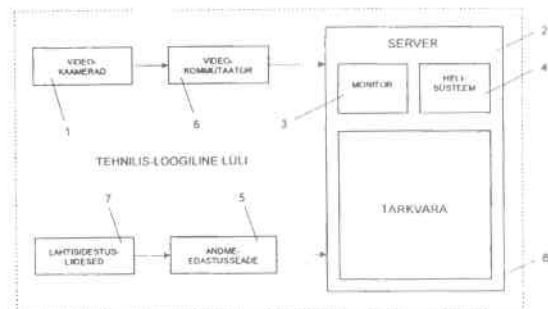 VIDEO-
KAAMERAD
VIDEO-
KOMMUTAATOR
SERVER
2
MONITOR
HELI-
SÜSTEEM
4
1
6
3
TEHNILIS-LOOGILINE LÜLI
7
5
TARKVARA
LAHTISIDESTUS-
LIIDESED
ANDME-
EDASTUSSEADE
8